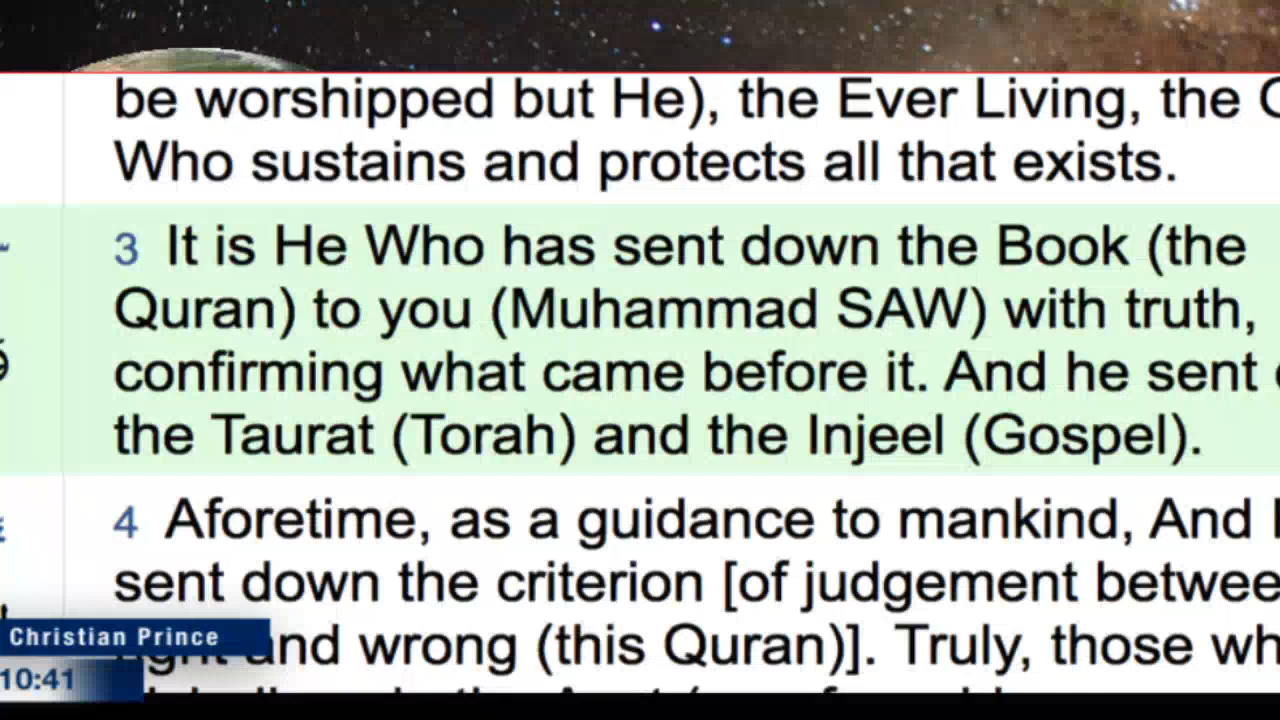 be worshipped but He), the Ever Living, the
Who sustains and protects all that exists.
3 It is He Who has sent down the Book (the
Quran) to you (Muhammad SAW) with truth,
confirming what came before it. And he sent
the Taurat (Torah) and the Injeel (Gospel).
4 Aforetime, as a guidance to mankind, And
sent down the criterion [of judgement betwee
right and wrong (this Quran)]. Truly, those wh
Christian Prince
10:41